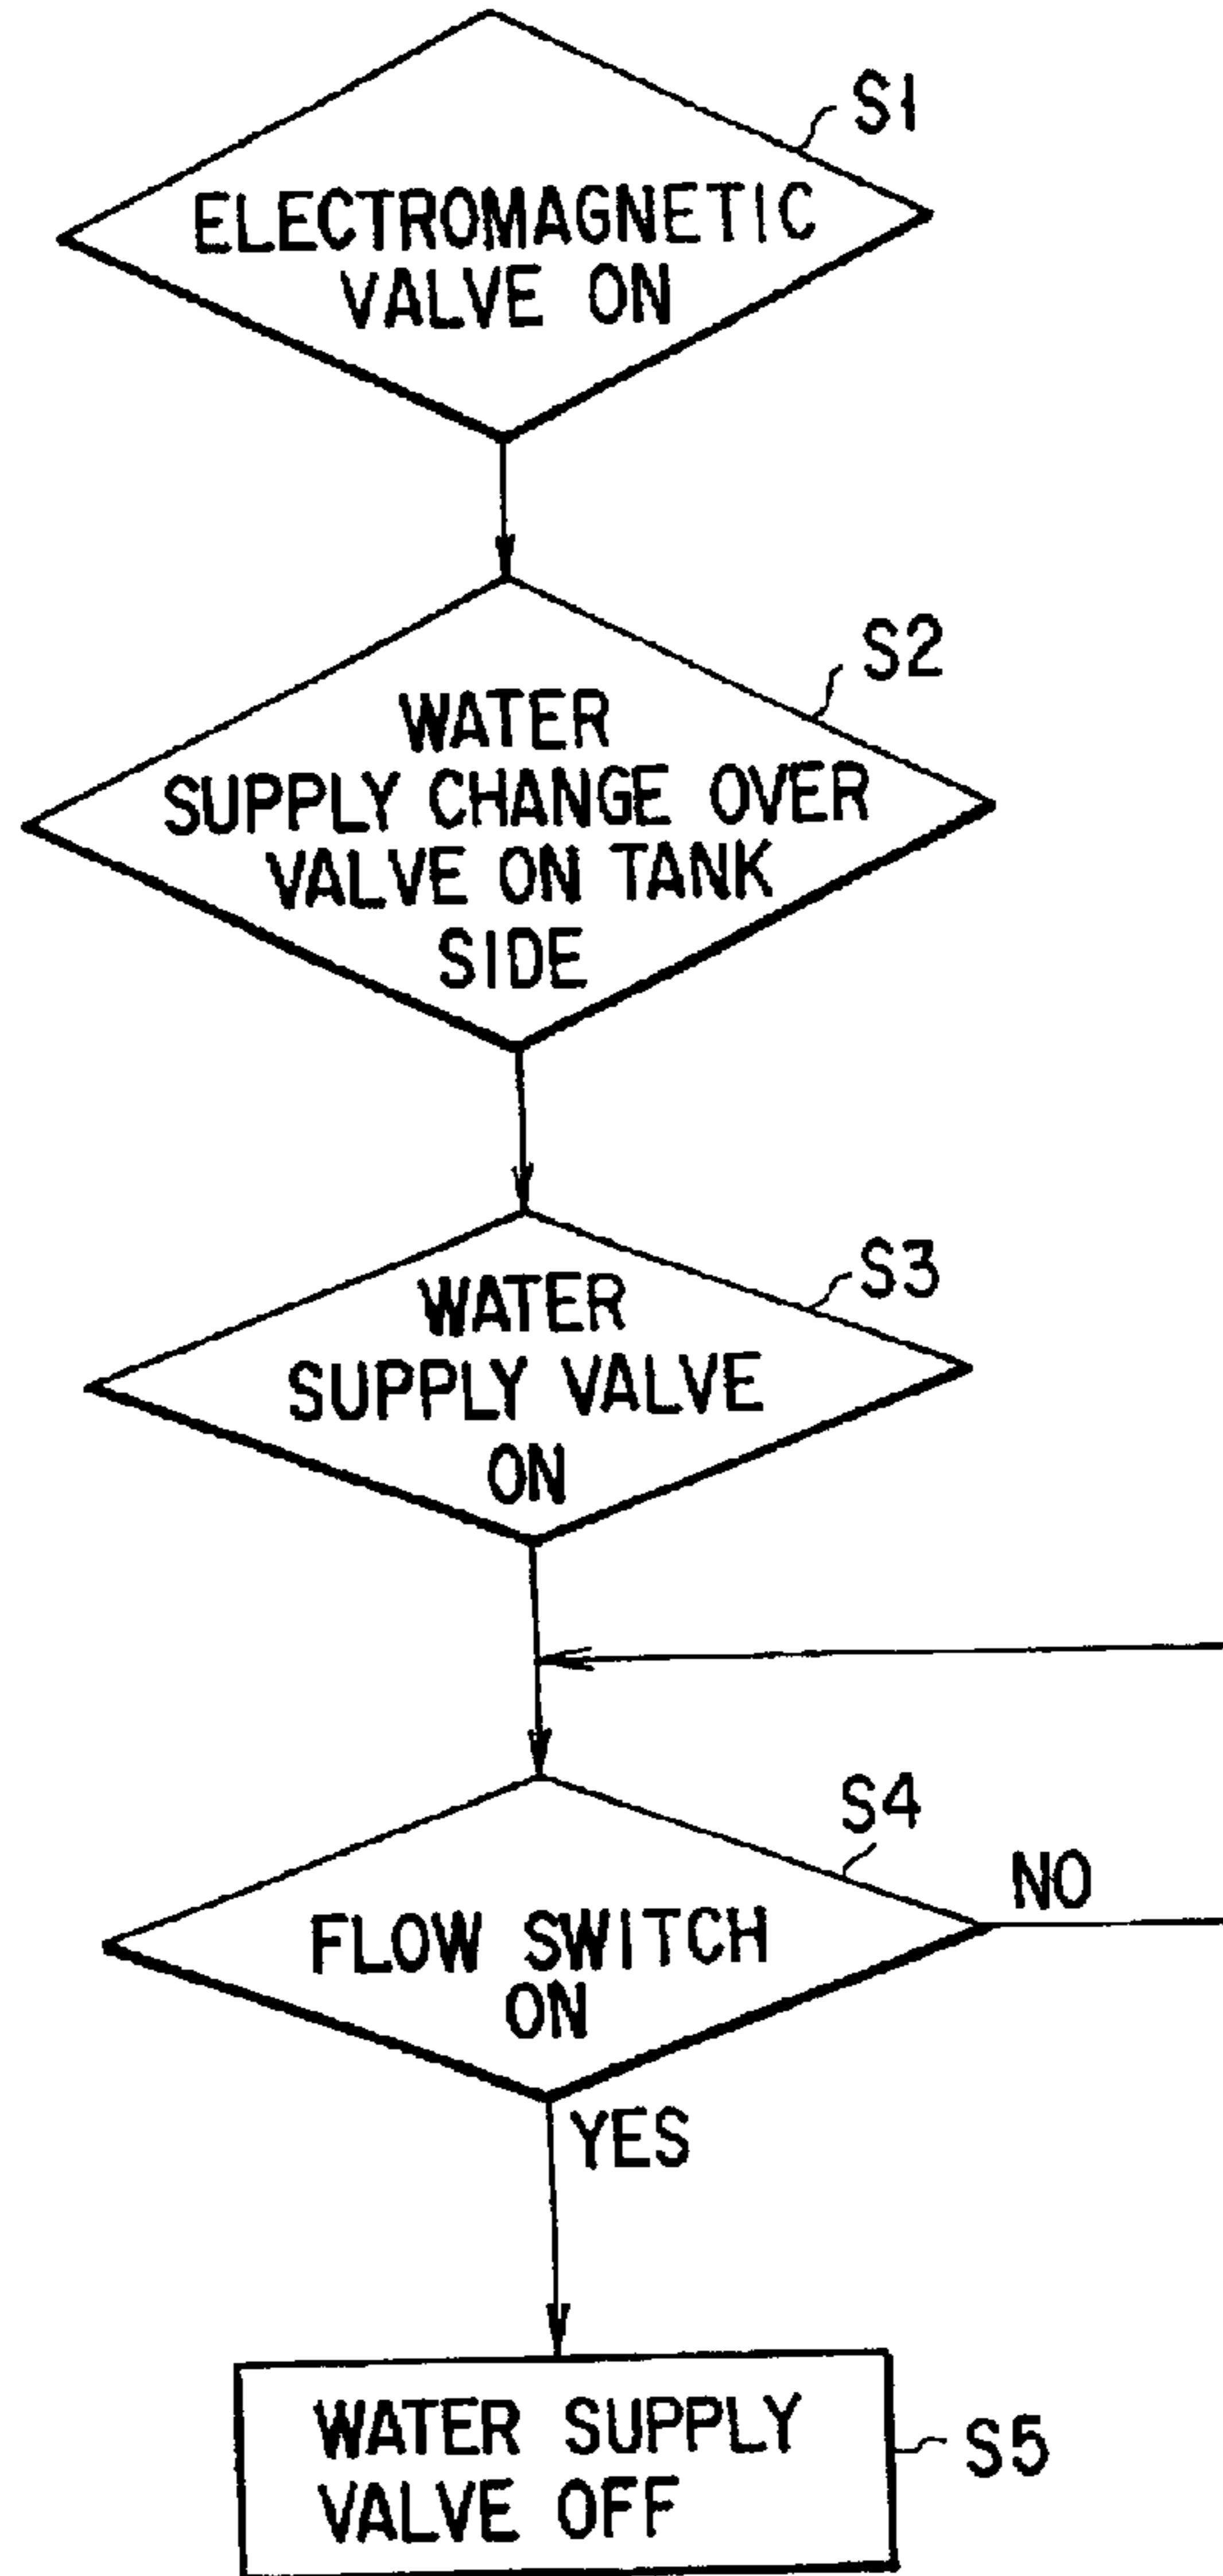 S1
ELECTROMAGNETIC
VALVE ON
S2
WATER
SUPPLY CHANGE OVER
VALVE ON TANK
SIDE
S3
WATER
SUPPLY VALVE
ON
S4
NO
FLOW SWITCH
ON
YES
WATER SUPPLY
VALVE OFF
S5